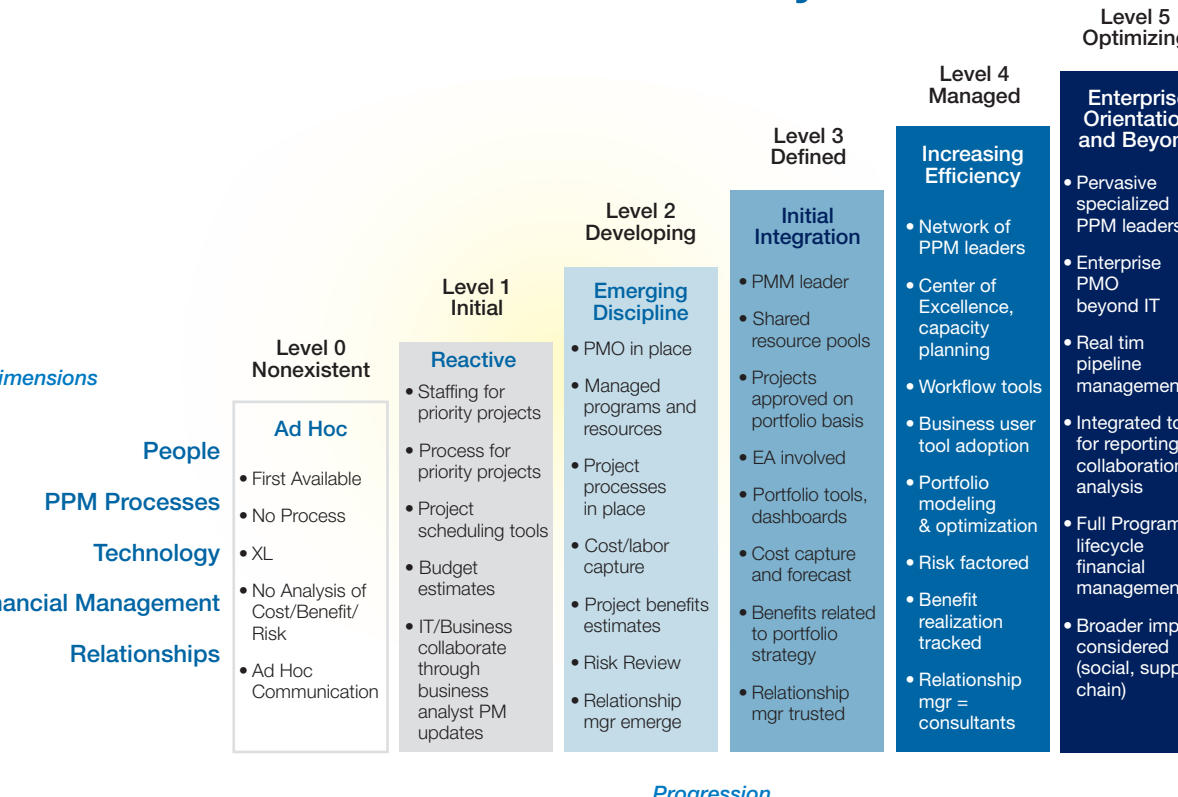 Level 5
Optimizing
Level 4
Managed
Level 3
Defined
Level 2
Developing
Level 1
Initial
Level 0
Nonexistent
imensions
People
PPM Processes
Technology
nancial Management
Relationships
Ad Hoc
• First Available
• No Process
• XL
• No Analysis of
Cost/Benefit/
Risk
• Ad Hoc
Communication
Reactive
• Staffing for
priority projects
• Process for
priority projects
• Project
scheduling tools
• Budget
estimates
• IT/Business
collaborate
through
business
analyst PM
updates
Emerging
Discipline
• PMO in place
• Managed
programs and
resources
• Project
processes
in place
• Cost/labor
capture
• Project benefits
estimates
• Risk Review
• Relationship
mgr emerge
Initial
Integration
• PMM leader
• Shared
resource pools
• Projects
approved on
portfolio basis
• EA involved
• Portfolio tools,
dashboards
• Cost capture
and forecast
• Benefits related
to portfolio
strategy
• Relationship
mgr trusted
Increasing
Efficiency
• Network of
PPM leaders
• Center of
Excellence,
capacity
planning
• Workflow tools
• Business user
tool adoption
• Portfolio
modeling
& optimization
• Risk factored
• Benefit
realization
tracked
• Relationship
mgr =
consultants
Enterprise
Orientatio
and Beyon
• Pervasive
specialized
PPM leaders
• Enterprise
PMO
beyond IT
• Real tim
pipeline
managemen
• Integrated to
for reporting
collaboration
analysis
• Full Program
lifecycle
financial
managemen
• Broader imp
considered
(social, supp
chain)
Progression